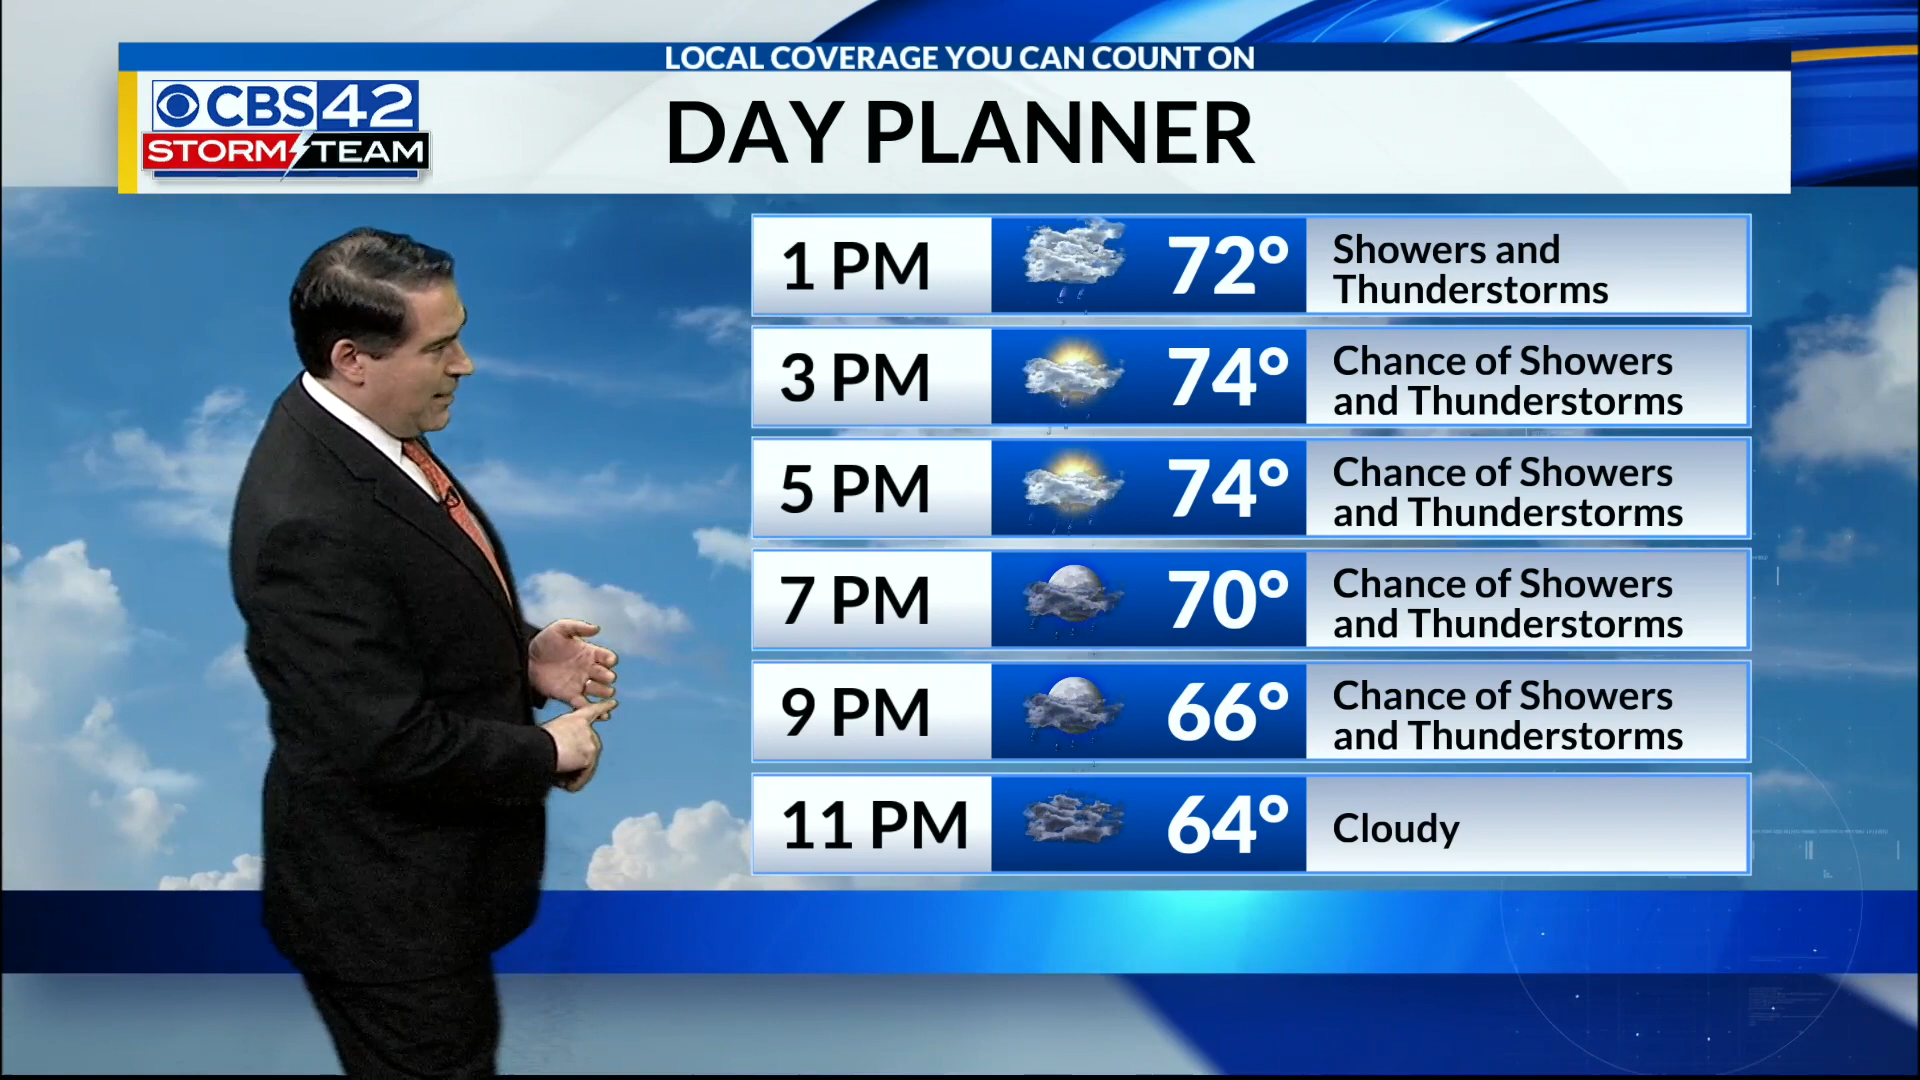 LOCAL COVERAGE YOU CAN COUNT ON
CBS 42
STORM TEAM
DAY PLANNER
1 PM 72° Showers and
Thunderstorms
3 PM 74° Chance of Showers
and Thunderstorms
5 PM 74° Chance of Showers
and Thunderstorms
7 PM 70° Chance of Showers
and Thunderstorms
9 PM 66° Chance of Showers
and Thunderstorms
11 PM 64° Cloudy